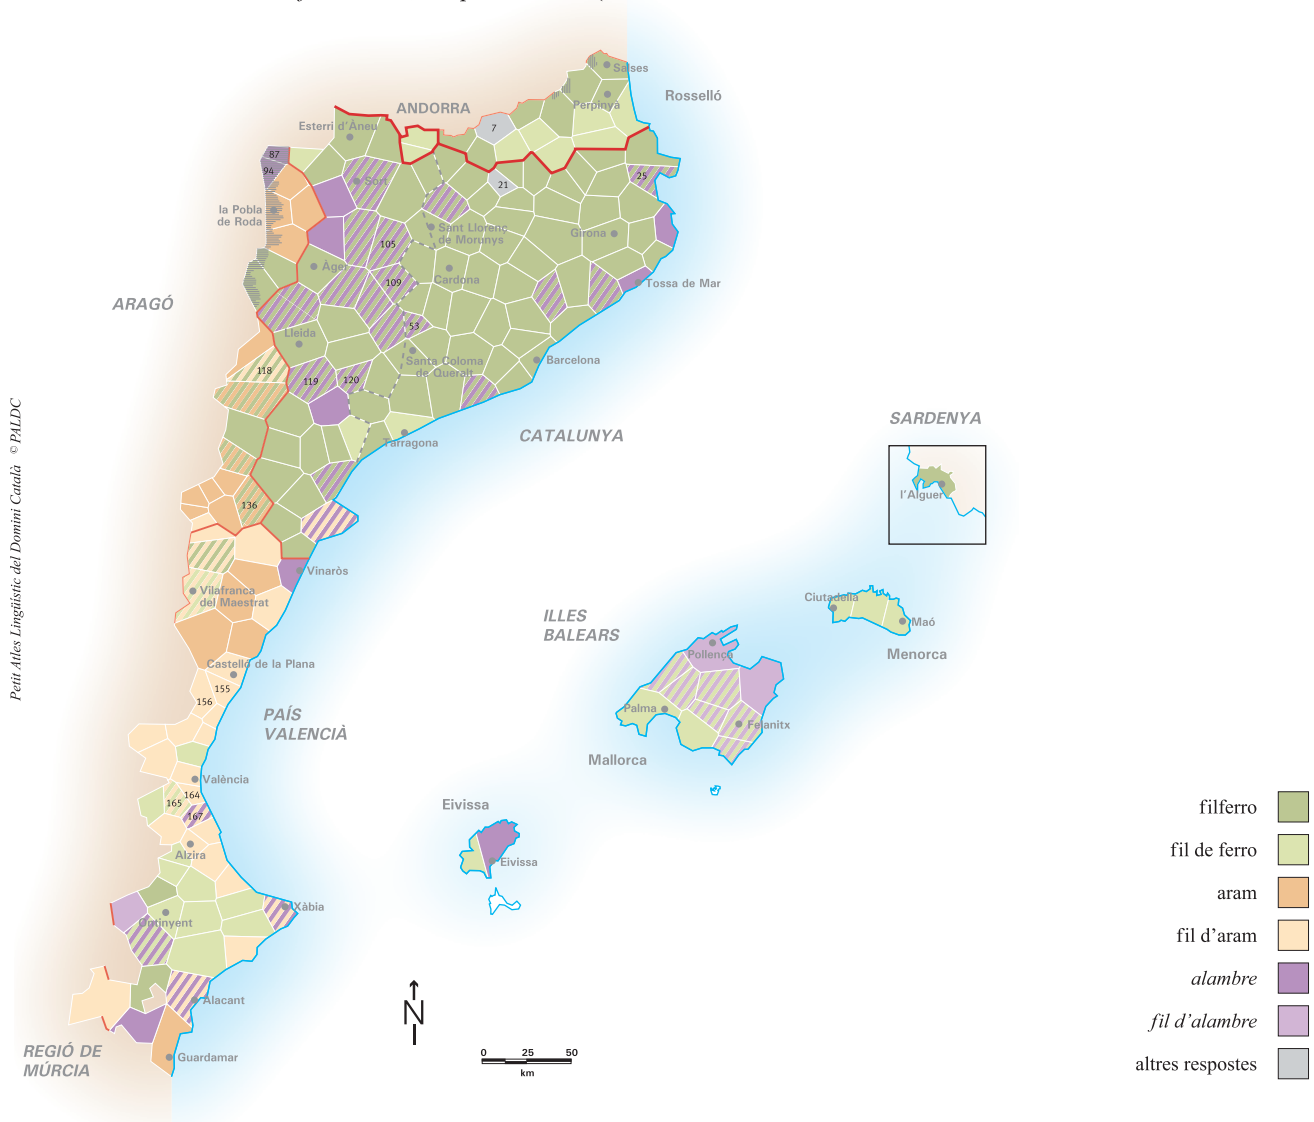 Salses
Rosselló
Perpinyà
ANDORRA
Esterri d'Àneu
7
87
94
Sort
21
25
la Pobla
de Roda
Sant Llorenç
de Morunys
Girona
105
Àger
Cardona
109
Tossa de Mar
ARAGÓ
53
Lleida
Santa Coloma
de Queralt
Barcelona
118
119
120
Tarragona
CATALUNYA
SARDENYA
l'Alguer
136
Vinaròs
Vilafranca
del Maestrat
Castelló de la Plana
155
156
PAÍS
VALENCIÀ
ILLES
BALEARS
Ciutadella
Maó
Menorca
Pollença
Palma
Felanitx
Mallorca
València
164
165
167
Alzira
Eivissa
Eivissa
Xàbia
Ontinyent
Alacant
Guardamar
REGIÓ DE
MÚRCIA
N
0 25 50
km
Petit Atles Lingüístic del Domini Català © PALDC
filferro
fil de ferro
aram
fil d'aram
alambre
fil d'alambre
altres respostes